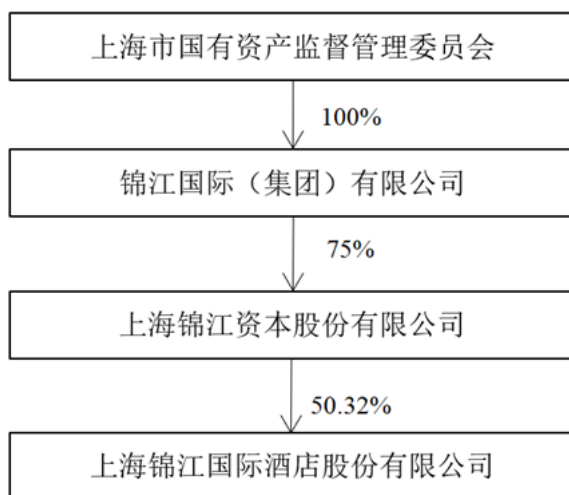 上海市国有资产监督管理委员会
100%
锦江国际（集团）有限公司
75%
上海锦江资本股份有限公司
50.32%
上海锦江国际酒店股份有限公司